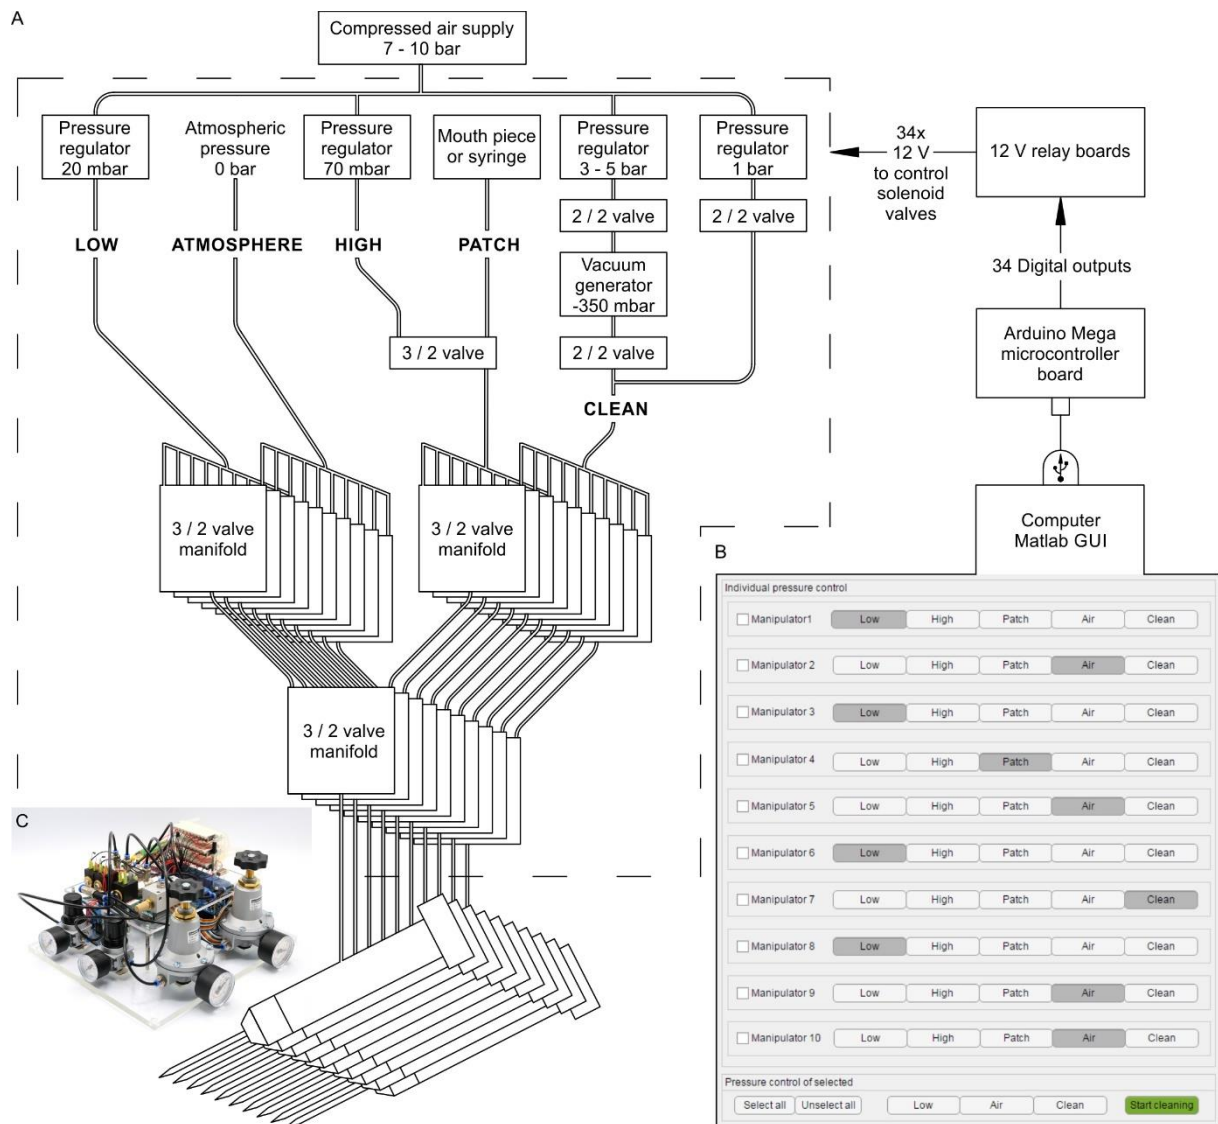 A
Compressed air supply
7 - 10 bar
Pressure
regulator
20 mbar
Atmospheric
pressure
0 bar
Pressure
regulator
70 mbar
Mouth piece
or syringe
Pressure
regulator
3 - 5 bar
Pressure
regulator
1 bar
34x
12 V
to control
solenoid
valves
12 V relay boards
2 / 2 valve
2 / 2 valve
LOW
ATMOSPHERE
HIGH
PATCH
Vacuum
generator
-350 mbar
34 Digital outputs
3 / 2 valve
2 / 2 valve
Arduino Mega
microcontroller
board
CLEAN
3 / 2 valve
manifold
3 / 2 valve
manifold
Computer
Matlab GUI
3 / 2 valve
manifold
B
Individual pressure control
Manipulator1 Low High Patch Air Clean
Manipulator 2 Low High Patch Air Clean
Manipulator 3 Low High Patch Air Clean
Manipulator 4 Low High Patch Air Clean
Manipulator 5 Low High Patch Air Clean
Manipulator 6 Low High Patch Air Clean
Manipulator 7 Low High Patch Air Clean
Manipulator 8 Low High Patch Air Clean
Manipulator 9 Low High Patch Air Clean
Manipulator 10 Low High Patch Air Clean
Pressure control of selected
Select all Unselect all Low Air Clean Start cleaning
C